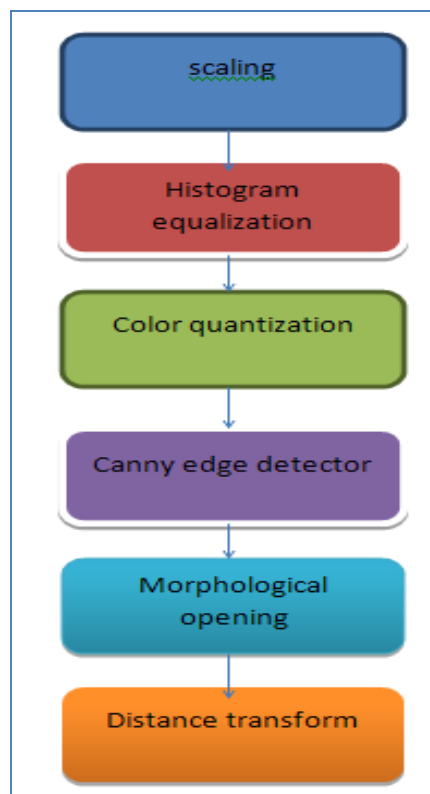 scaling
Histogram
equalization
Color quantization
Canny edge detector
Morphological
opening
Distance transform